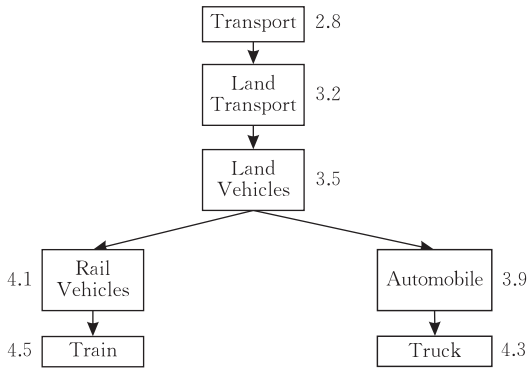 Transport 2.8
Land
Transport 3.2
Land
Vehicles 3.5
4.1 Rail
Vehicles
Automobile 3.9
4.5 Train
Truck 4.3